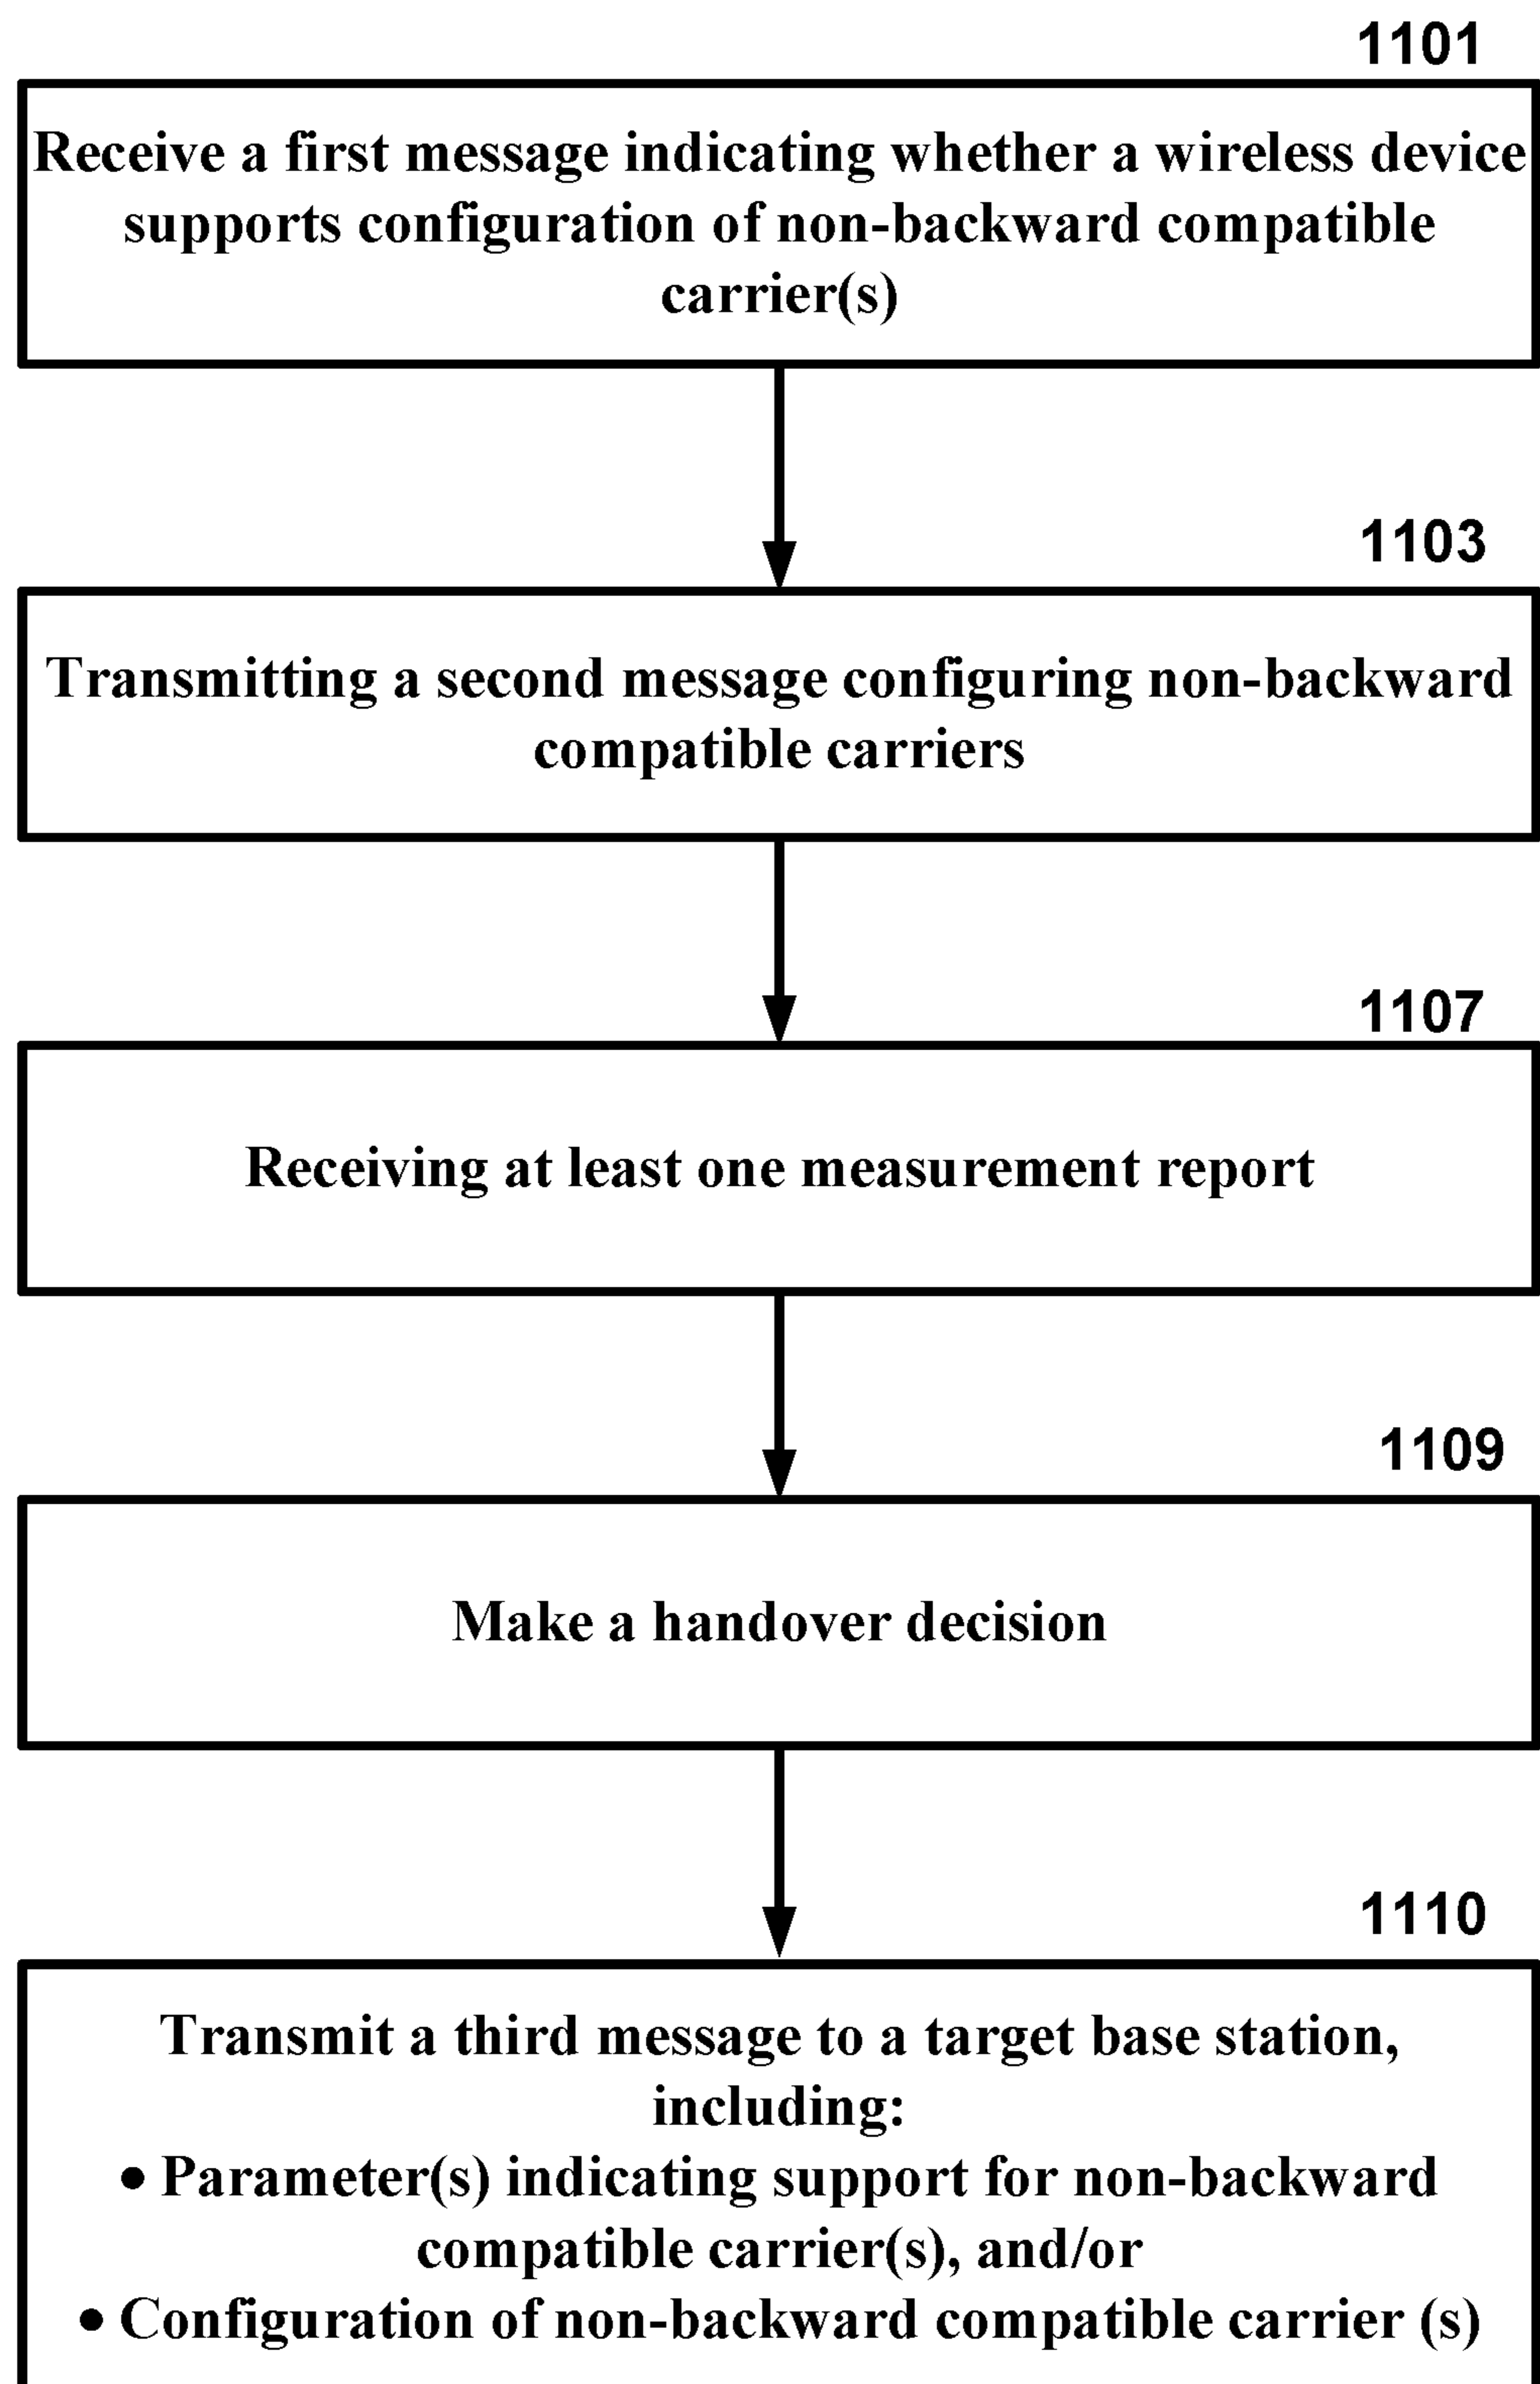 1101
Receive a first message indicating whether a wireless device
supports configuration of non-backward compatible
carrier(s)
1103
Transmitting a second message configuring non-backward
compatible carriers
1107
Receiving at least one measurement report
1109
Make a handover decision
1110
Transmit a third message to a target base station,
including:
● Parameter(s) indicating support for non-backward
compatible carrier(s), and/or
● Configuration of non-backward compatible carrier (s)